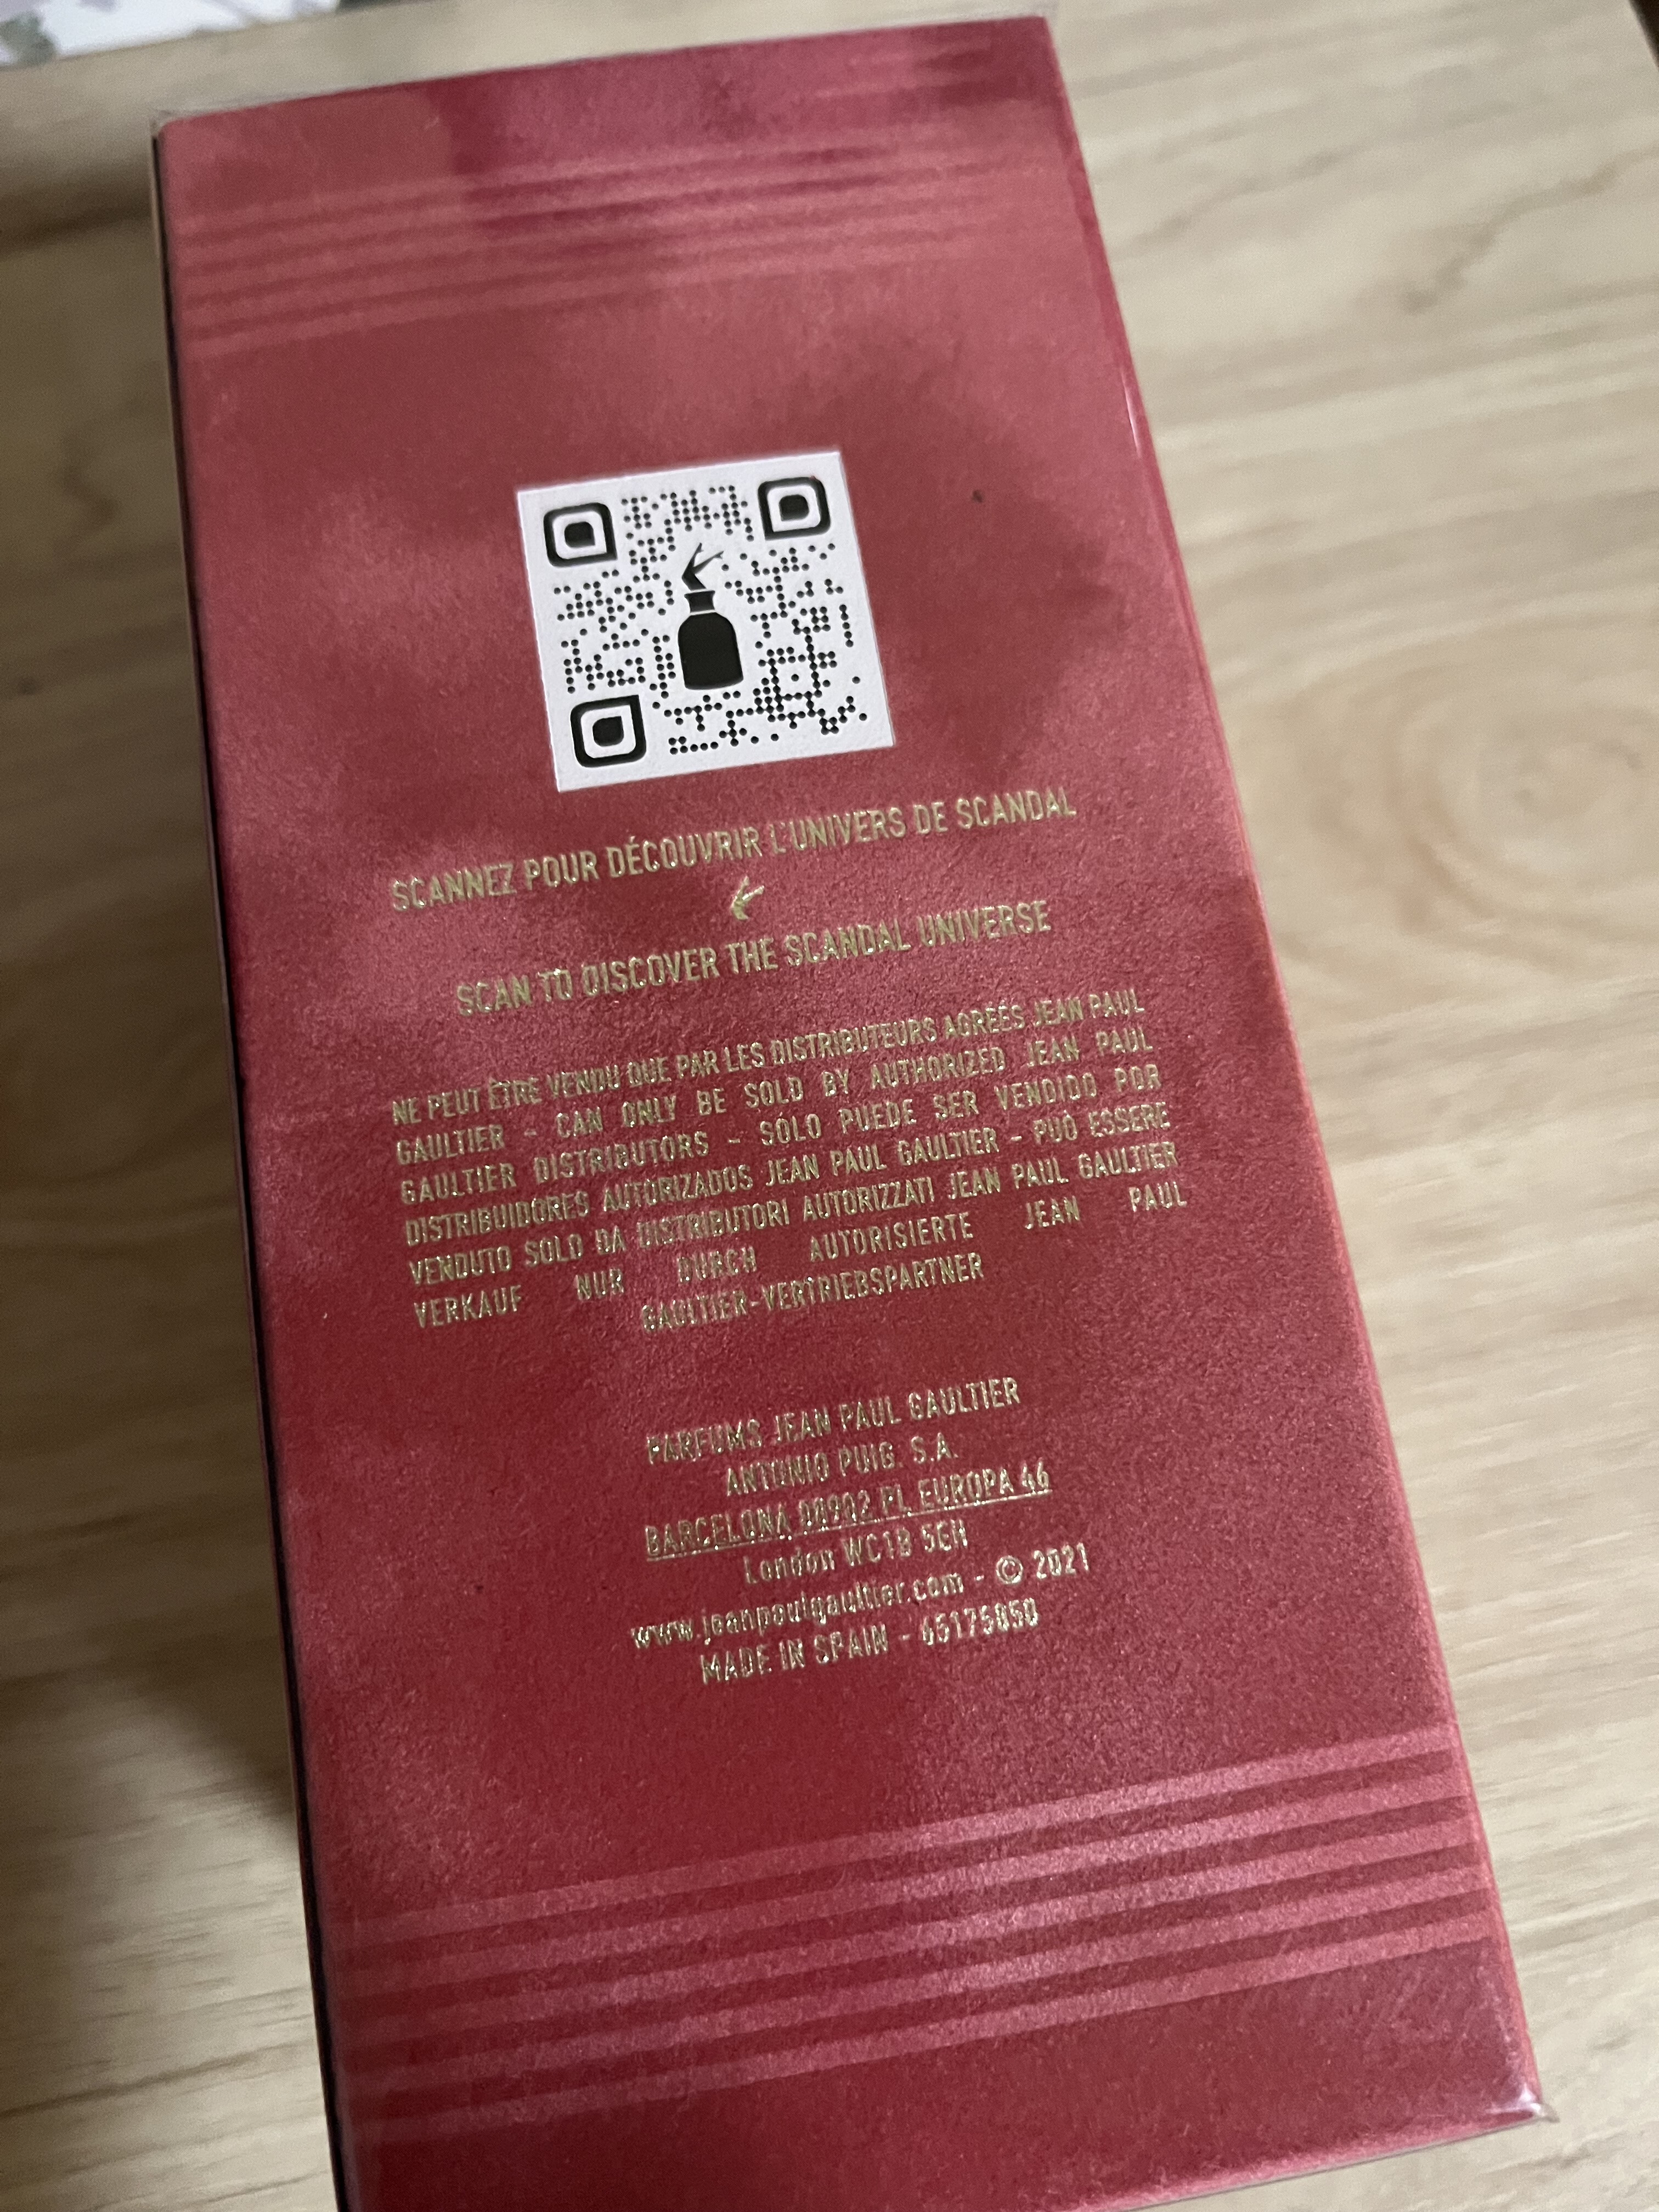 SCANNEZ POUR DÉCOUVRIR L'UNIVERS DE SCANDAL
SCAN TO DISCOVER THE SCANDAL UNIVERSE
NE PEUT ÊTRE VENDU QUE PAR LES DISTRIBUTEURS AGRÉÉS JEAN PAUL
GAULTIER - CAN ONLY BE SOLD BY AUTHORIZED JEAN PAUL
GAULTIER DISTRIBUTORS - SÓLO PUEDE SER VENDIDO POR
DISTRIBUIDORES AUTORIZADOS JEAN PAUL GAULTIER - PUÒ ESSERE
VENDUTO SOLO DA DISTRIBUTORI AUTORIZZATI JEAN PAUL GAULTIER
VERKAUF NUR DURCH AUTORISIERTE JEAN PAUL
GAULTIER-VERTRIEBSPARTNER
PARFUMS JEAN PAUL GAULTIER
ANTONIO PUIG. S.A.
BARCELONA 08902 PL EUROPA 46
London WC1B 5EH
www.jeanpaulgaultier.com - © 2021
MADE IN SPAIN - 65175850